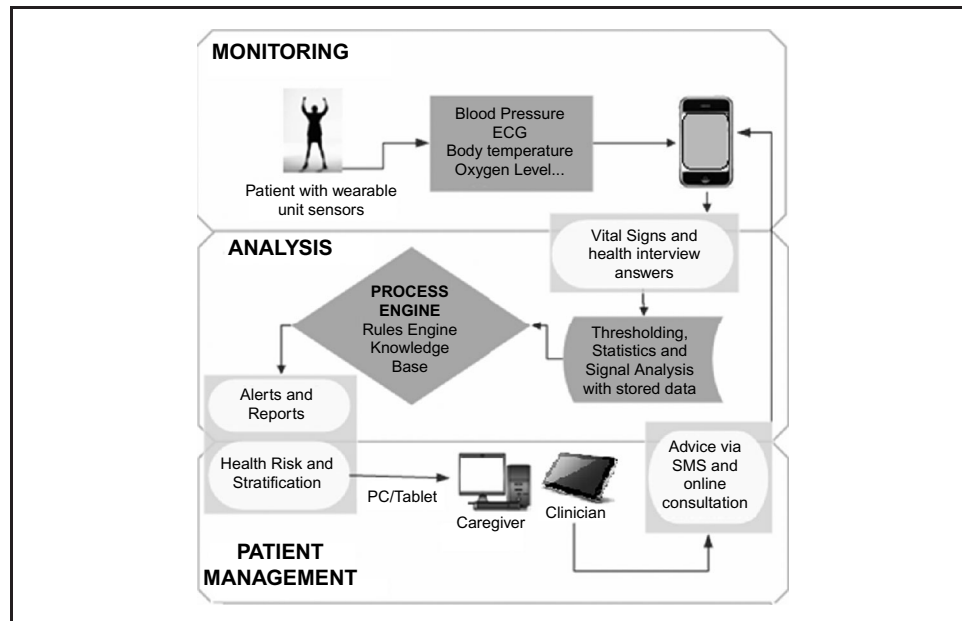 MONITORING
Blood Pressure
ECG
Body temperature
Oxygen Level...
Patient with wearable
unit sensors
Vital Signs and
health interview
answers
ANALYSIS
PROCESS
ENGINE
Rules Engine
Knowledge
Base
Thresholding,
Statistics and
Signal Analysis
with stored data
Alerts and
Reports
Health Risk and
Stratification
PC/Tablet
Caregiver
Clinician
Advice via
SMS and
online
consultation
PATIENT
MANAGEMENT